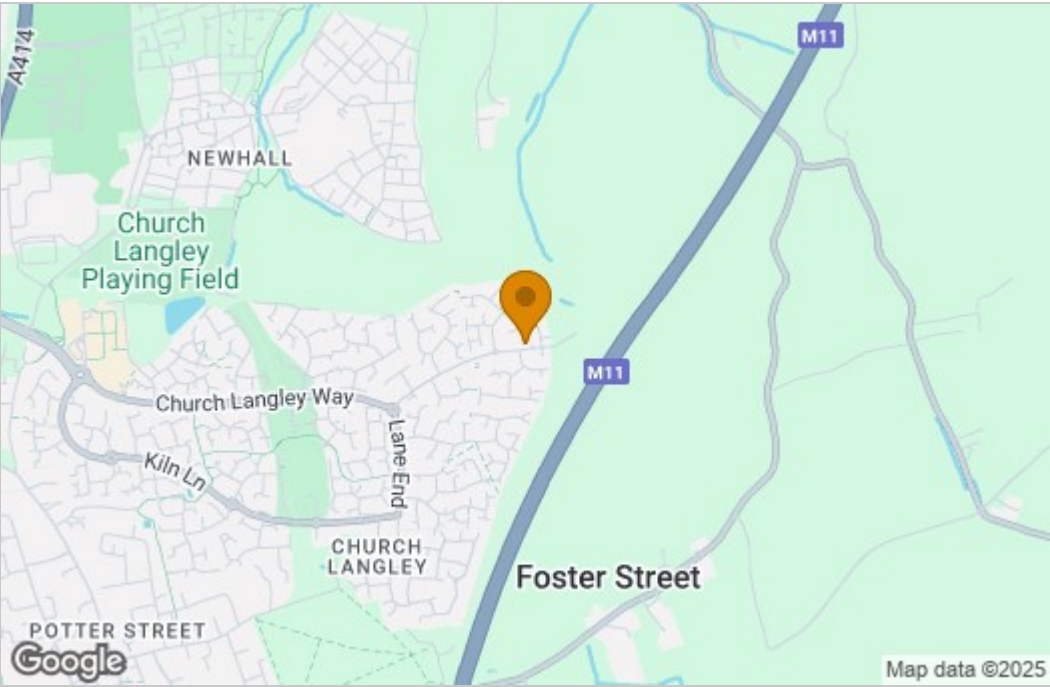 A414
M11
NEWHALL
Church
Langley
Playing Field
M11
Church Langley Way
Lane End
Kiln Ln
CHURCH
LANGLEY
Foster Street
POTTER STREET
Google
Map data ©2025